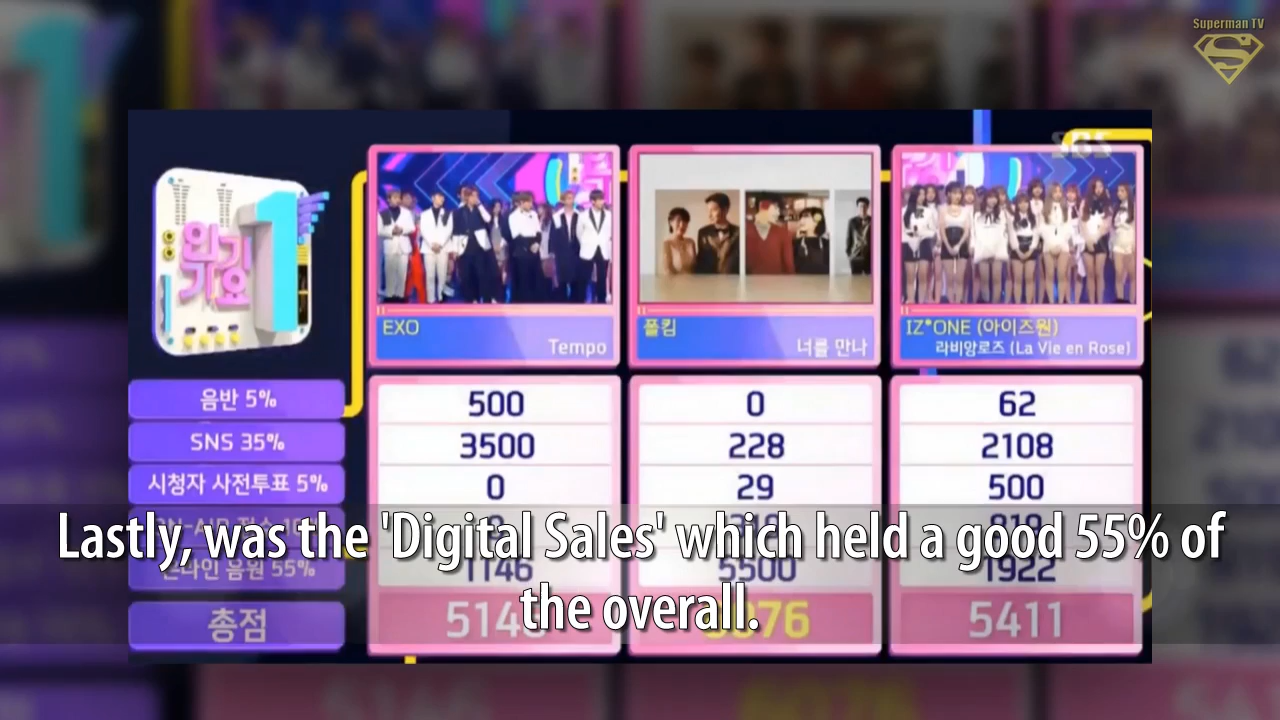 Superman TV
S
SBS
인기가요 1
EXO
Tempo
폴킴
너를 만나
IZ*ONE (아이즈원)
라비앙로즈 (La Vie en Rose)
음반 5% 500 0 62
SNS 35% 3500 228 2108
시청자 사전투표 5% 0 29 500
Lastly, was the 'Digital Sales' which held a good 55% of
온라인 음원 55% 1146 5500 1922
the overall.
총점 5411